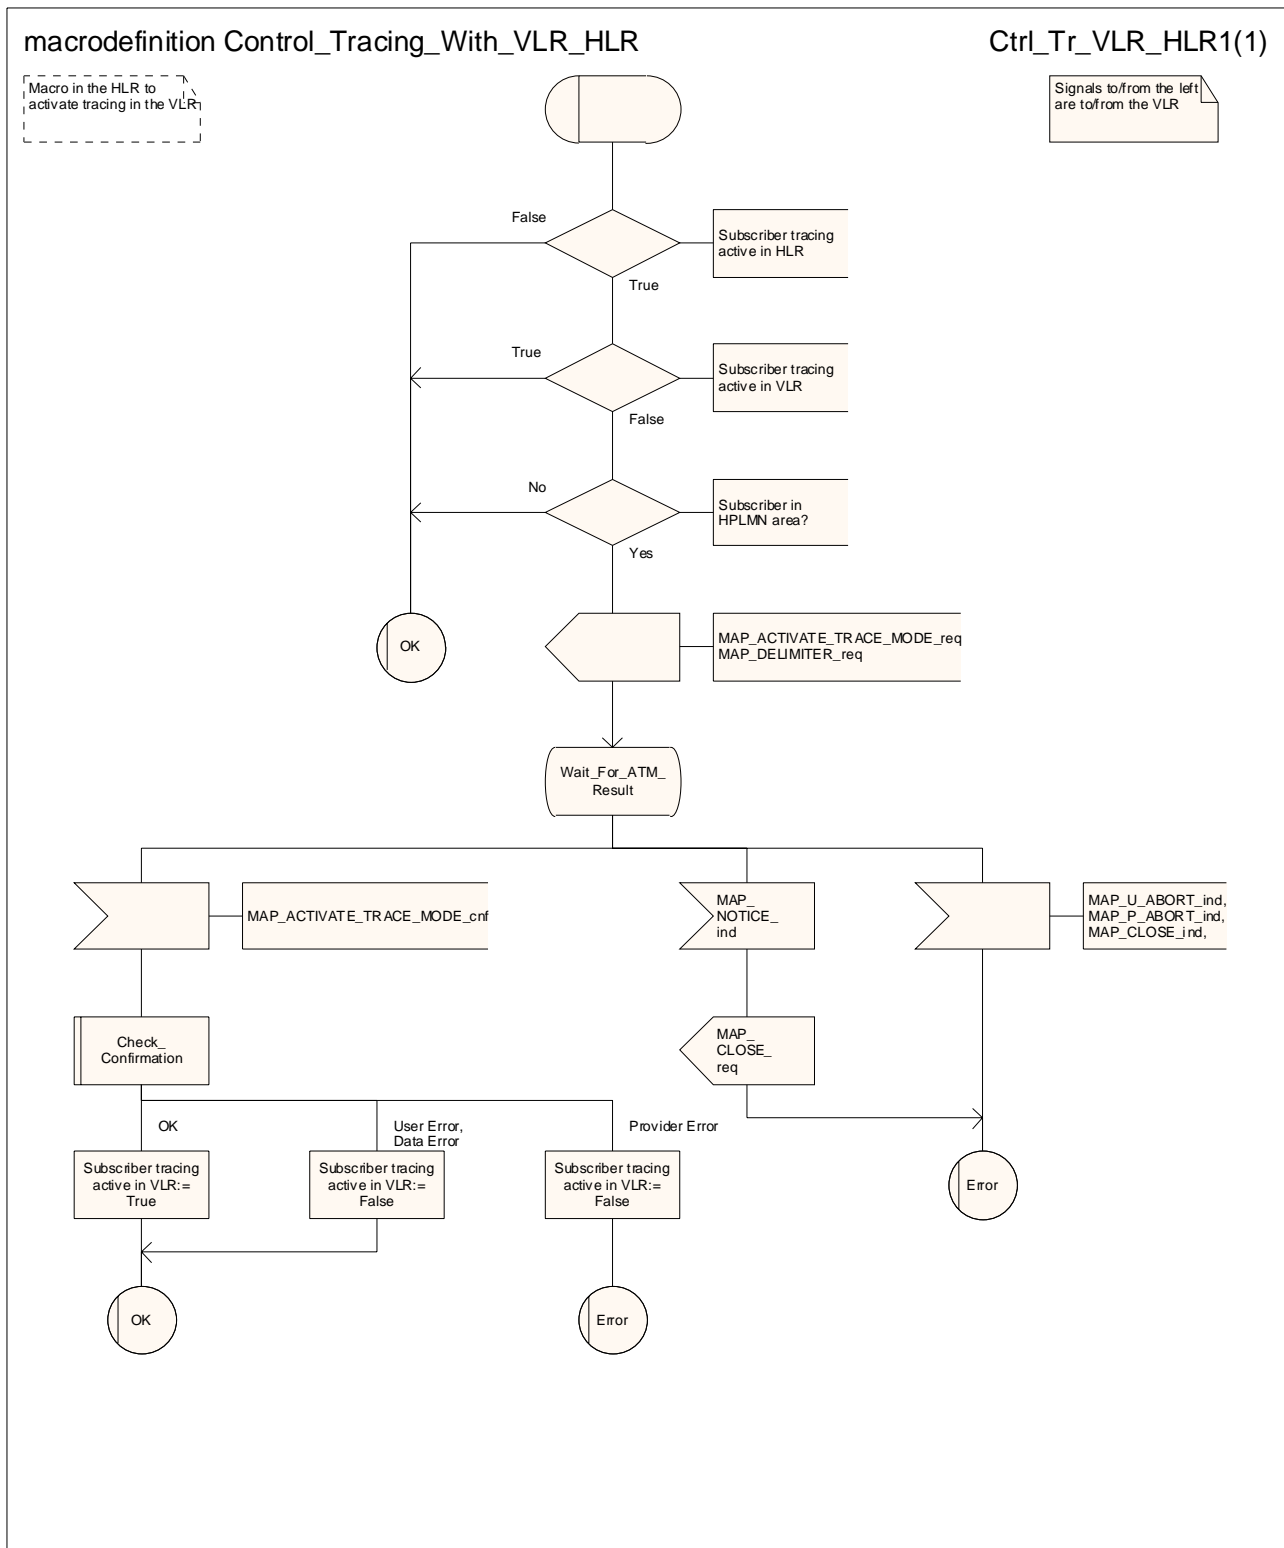 macrodefinition Control_Tracing_With_VLR_HLR
Ctrl_Tr_VLR_HLR1(1)
Macro in the HLR to
activate tracing in the VLR
Signals to/from the left
are to/from the VLR
False
Subscriber tracing
active in HLR
True
True
Subscriber tracing
active in VLR
False
No
Subscriber in
HPLMN area?
Yes
OK
MAP_ACTIVATE_TRACE_MODE_req
MAP_DELIMITER_req
Wait_For_ATM_
Result
MAP_ACTIVATE_TRACE_MODE_cnf
MAP_
NOTICE_
ind
MAP_U_ABORT_ind,
MAP_P_ABORT_ind,
MAP_CLOSE_ind,
Check_
Confirmation
MAP_
CLOSE_
req
OK
User Error,
Data Error
Provider Error
Subscriber tracing
active in VLR:=
True
Subscriber tracing
active in VLR:=
False
Subscriber tracing
active in VLR:=
False
Error
OK
Error